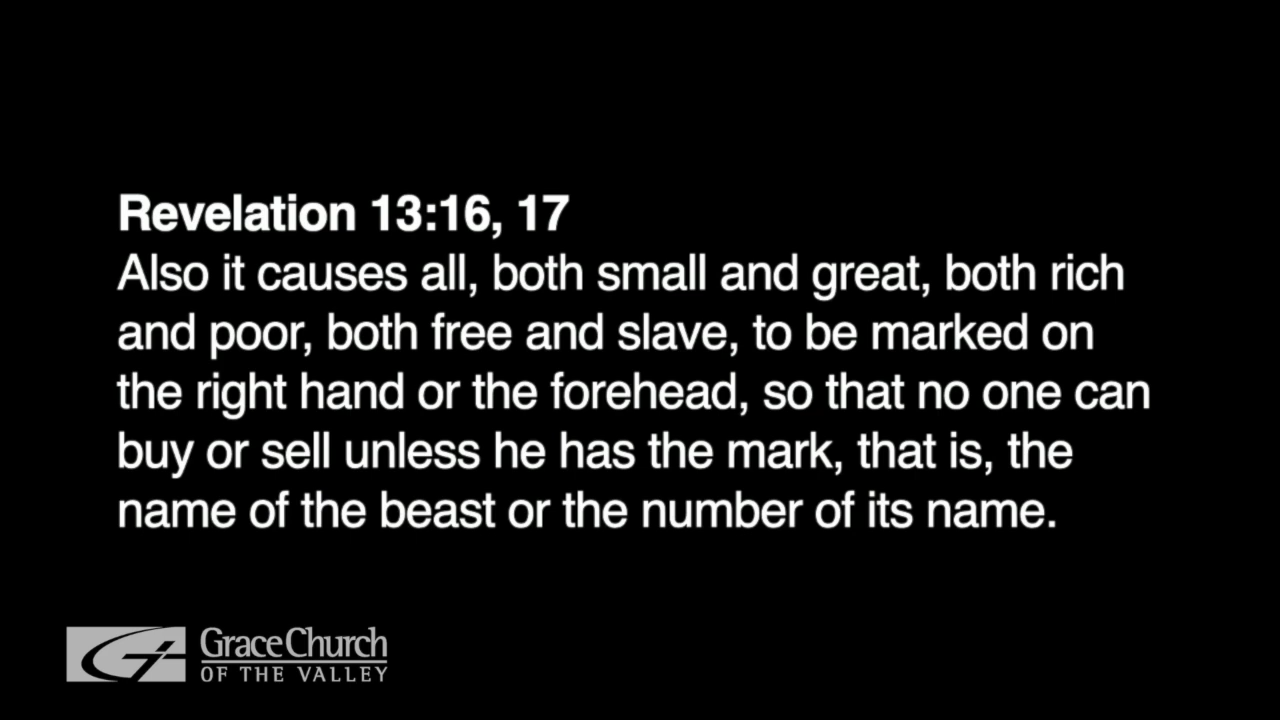 Revelation 13:16, 17
Also it causes all, both small and great, both rich
and poor, both free and slave, to be marked on
the right hand or the forehead, so that no one can
buy or sell unless he has the mark, that is, the
name of the beast or the number of its name.
Grace Church
OF THE VALLEY